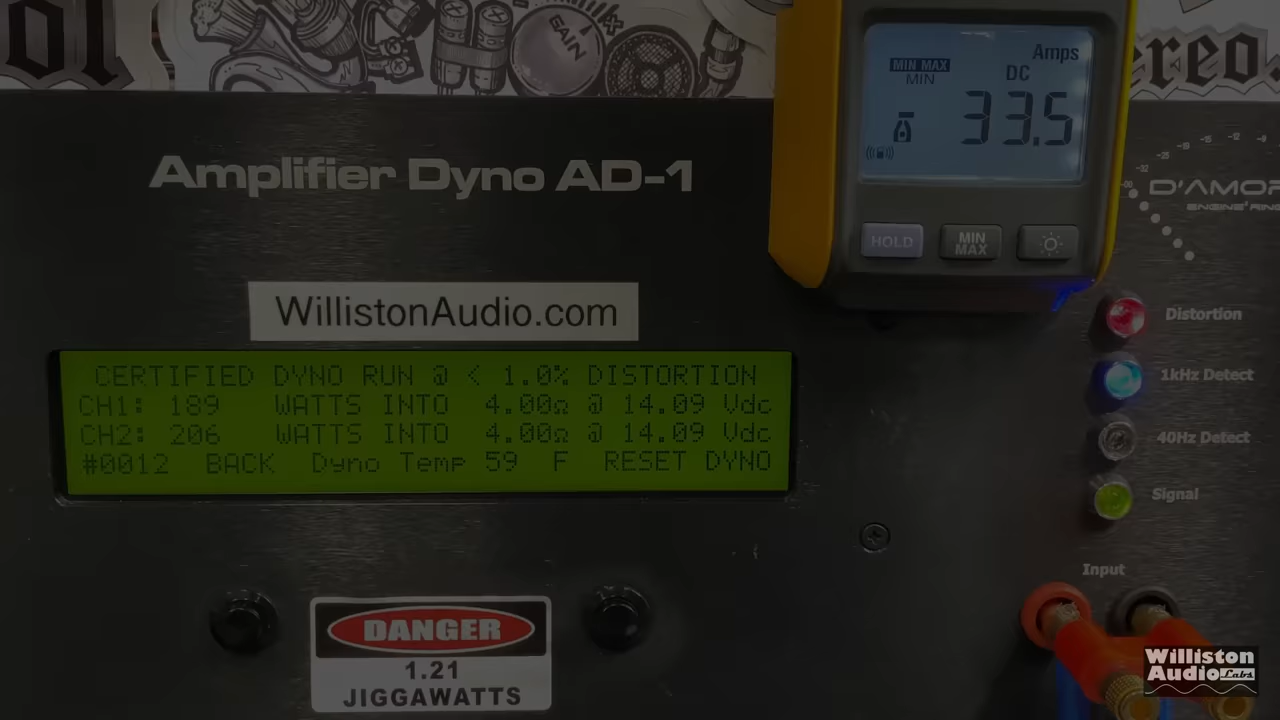 GAIN
ereo.
MIN MAX
MIN
Amps
DC
33.5
HOLD
MIN MAX
Amplifier Dyno AD-1
WillistonAudio.com
CERTIFIED DYNO RUN @ < 1.0% DISTORTION
CH1: 189 WATTS INTO 4.00Ω @ 14.09 Vdc
CH2: 206 WATTS INTO 4.00Ω @ 14.09 Vdc
#0012 BACK Dyno Temp 59 F RESET DYNO
Distortion
1kHz Detect
40Hz Detect
Signal
Input
DANGER
1.21
JIGGAWATTS
Williston
Audio Labs